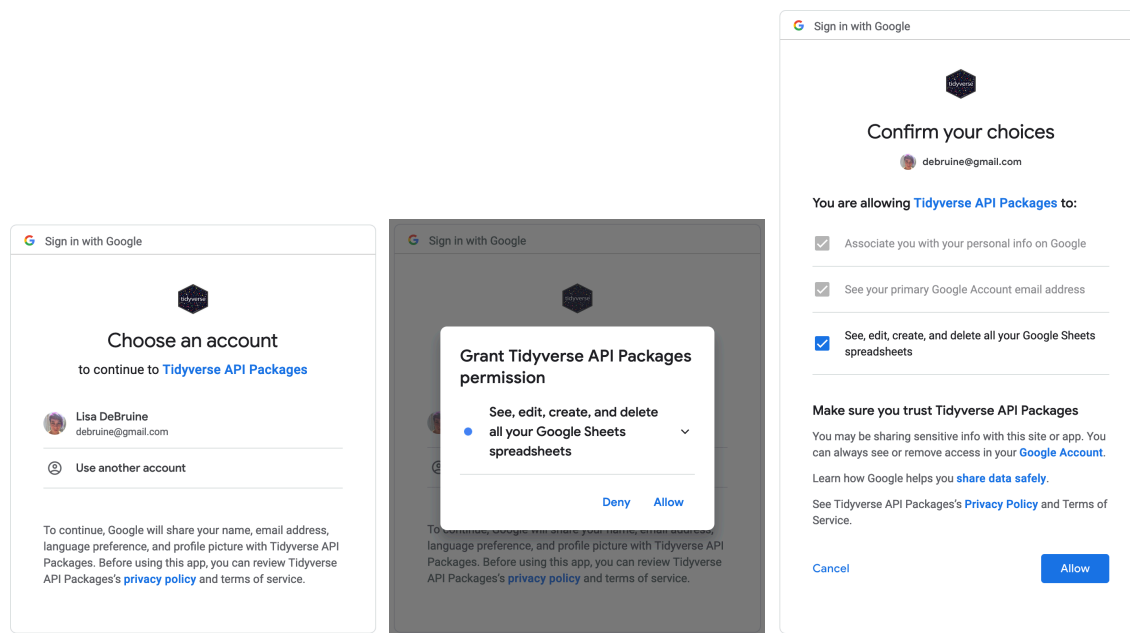 Sign in with Google
tidyverse
Choose an account
to continue to Tidyverse API Packages
Lisa DeBruine
debruine@gmail.com
Use another account
To continue, Google will share your name, email address,
language preference, and profile picture with Tidyverse API
Packages. Before using this app, you can review Tidyverse
API Packages's privacy policy and terms of service.
Sign in with Google
tidyverse
Grant Tidyverse API Packages
permission
See, edit, create, and delete
all your Google Sheets
spreadsheets
Deny Allow
To continue, Google will share your name, email address,
language preference, and profile picture with Tidyverse API
Packages. Before using this app, you can review Tidyverse
API Packages's privacy policy and terms of service.
Sign in with Google
tidyverse
Confirm your choices
debruine@gmail.com
You are allowing Tidyverse API Packages to:
Associate you with your personal info on Google
See your primary Google Account email address
See, edit, create, and delete all your Google Sheets
spreadsheets
Make sure you trust Tidyverse API Packages
You may be sharing sensitive info with this site or app. You
can always see or remove access in your Google Account.
Learn how Google helps you share data safely.
See Tidyverse API Packages's Privacy Policy and Terms of
Service.
Cancel Allow